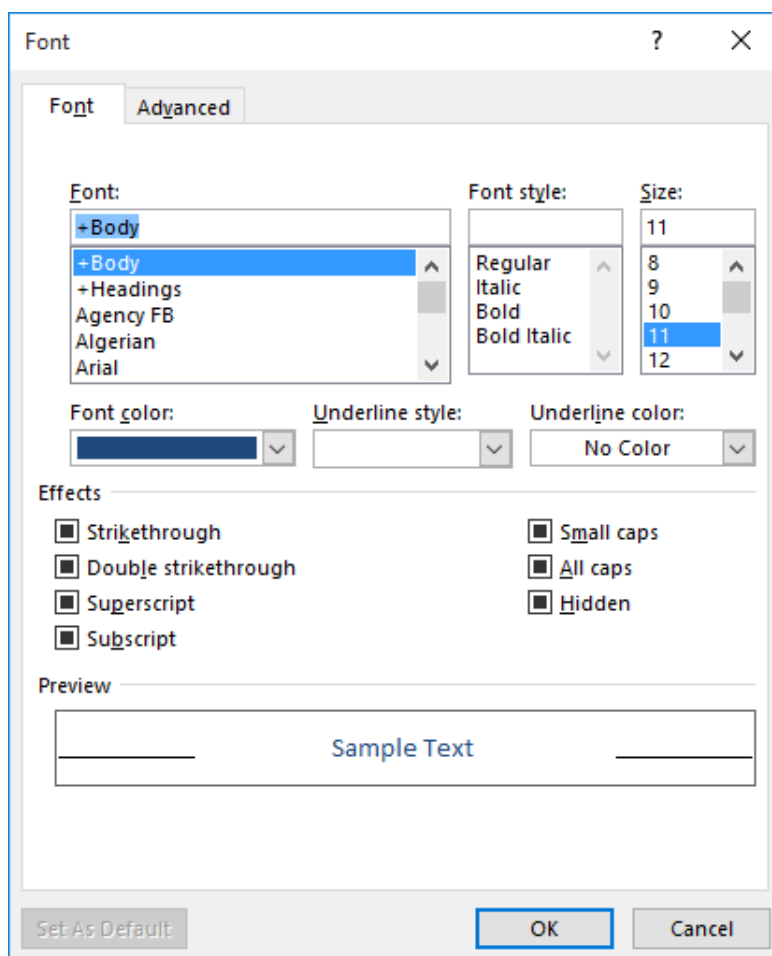 Font ?
Font Advanced
Font: Font style: Size:
+Body 11
+Body Regular 8
+Headings Italic 9
Agency FB Bold 10
Algerian Bold Italic 11
Arial 12
Font color: Underline style: Underline color:
No Color
Effects
Strikethrough Small caps
Double strikethrough All caps
Superscript Hidden
Subscript
Preview
Sample Text
Set As Default OK Cancel